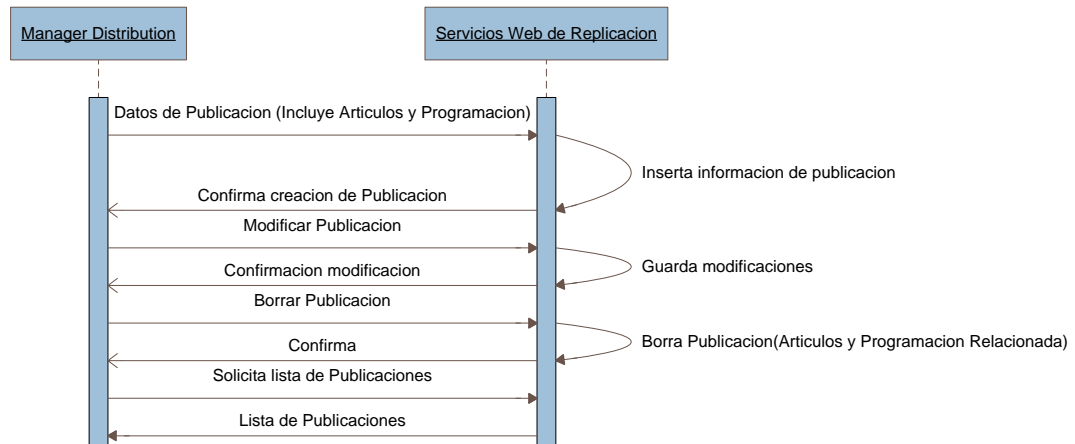 Manager Distribution
Servicios Web de Replicacion
Datos de Publicacion (Incluye Articulos y Programacion)
Inserta informacion de publicacion
Confirma creacion de Publicacion
Modificar Publicacion
Guarda modificaciones
Confirmacion modificacion
Borrar Publicacion
Borra Publicacion(Articulos y Programacion Relacionada)
Confirma
Solicita lista de Publicaciones
Lista de Publicaciones